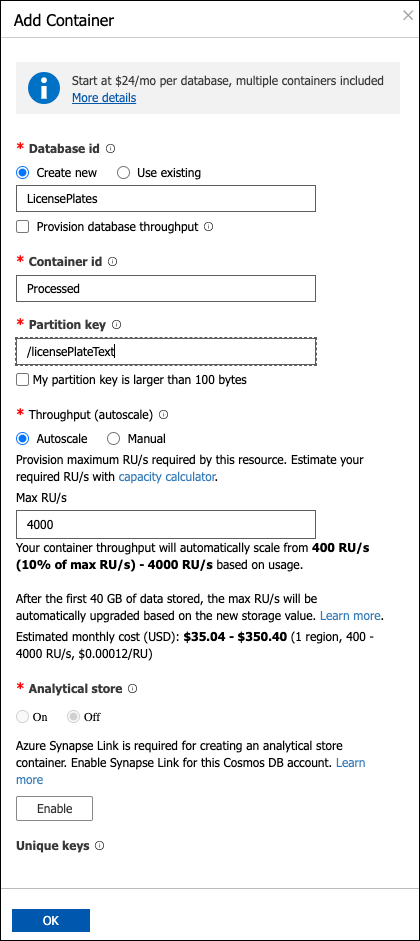 Add Container
Start at $24/mo per database, multiple containers included
More details
* Database id
Create new Use existing
LicensePlates
Provision database throughput
* Container id
Processed
* Partition key
/licensePlateText
My partition key is larger than 100 bytes
* Throughput (autoscale)
Autoscale Manual
Provision maximum RU/s required by this resource. Estimate your
required RU/s with capacity calculator.
Max RU/s
4000
Your container throughput will automatically scale from 400 RU/s
(10% of max RU/s) - 4000 RU/s based on usage.
After the first 40 GB of data stored, the max RU/s will be
automatically upgraded based on the new storage value. Learn more.
Estimated monthly cost (USD): $35.04 - $350.40 (1 region, 400 -
4000 RU/s, $0.00012/RU)
* Analytical store
On Off
Azure Synapse Link is required for creating an analytical store
container. Enable Synapse Link for this Cosmos DB account. Learn
more
Enable
Unique keys
OK